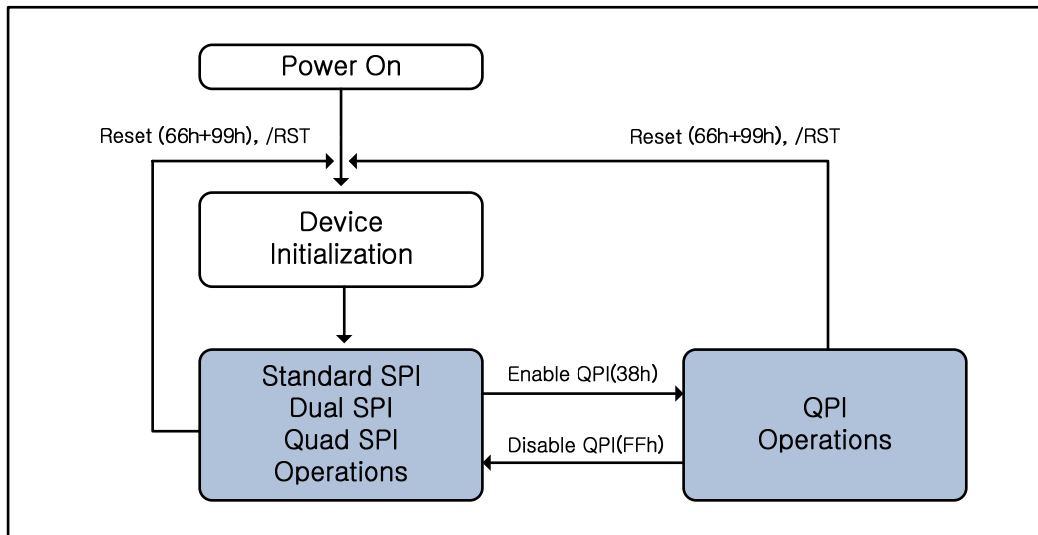 Power On
Reset (66h+99h), /RST
Reset (66h+99h), /RST
Device
Initialization
Standard SPI
Dual SPI
Quad SPI
Operations
Enable QPI(38h)
Disable QPI(FFh)
QPI
Operations